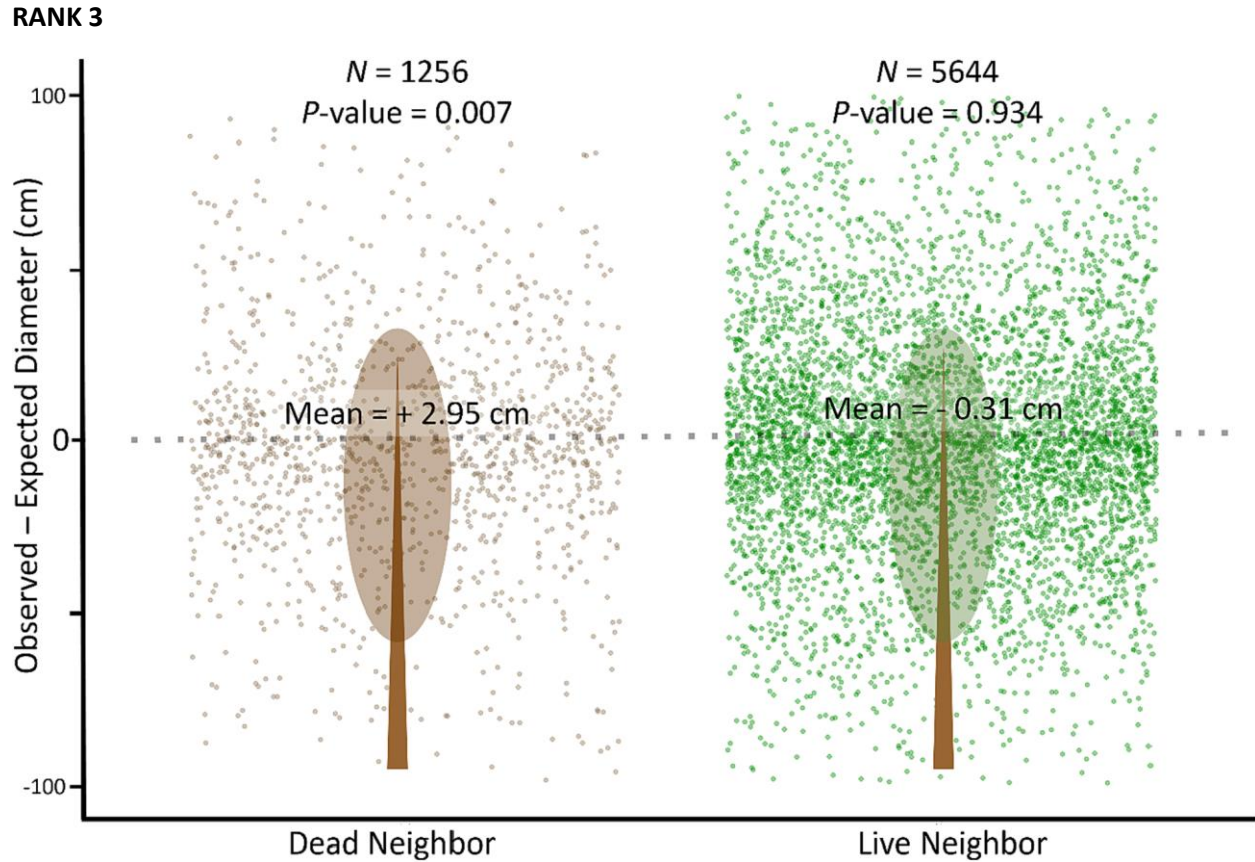 RANK 3
N = 1256
P-value = 0.007
N = 5644
P-value = 0.934
Observed – Expected Diameter (cm)
100
0
-100
Mean = + 2.95 cm
Mean = - 0.31 cm
Dead Neighbor
Live Neighbor